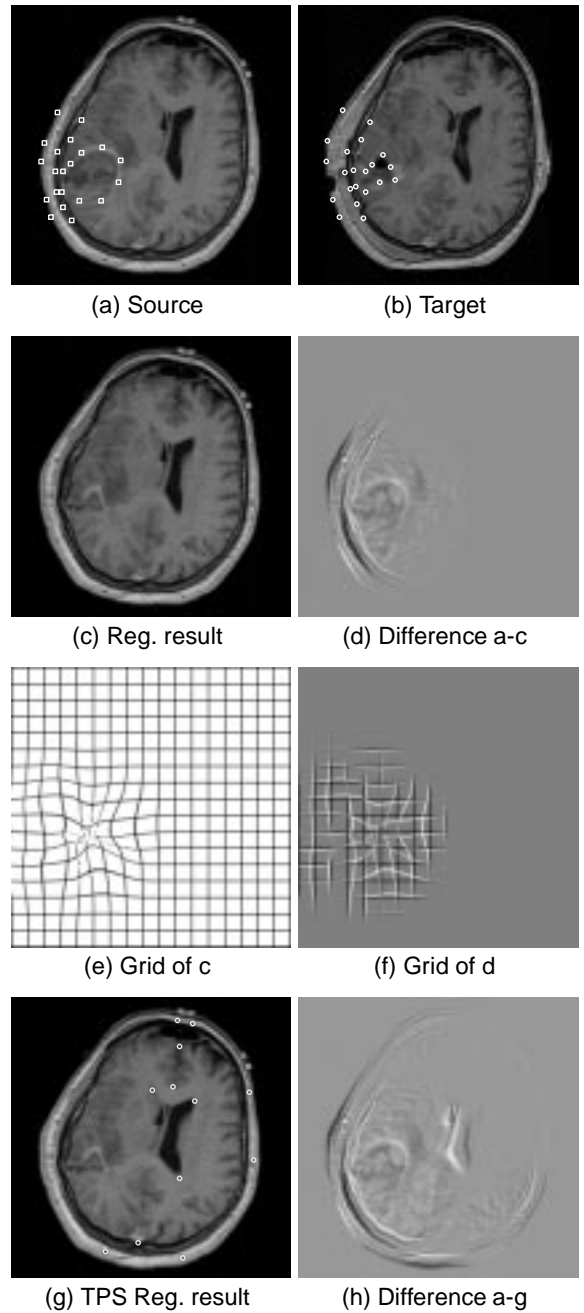 (a) Source
(b) Target
(c) Reg. result
(d) Difference a-c
(e) Grid of c
(f) Grid of d
(g) TPS Reg. result
(h) Difference a-g